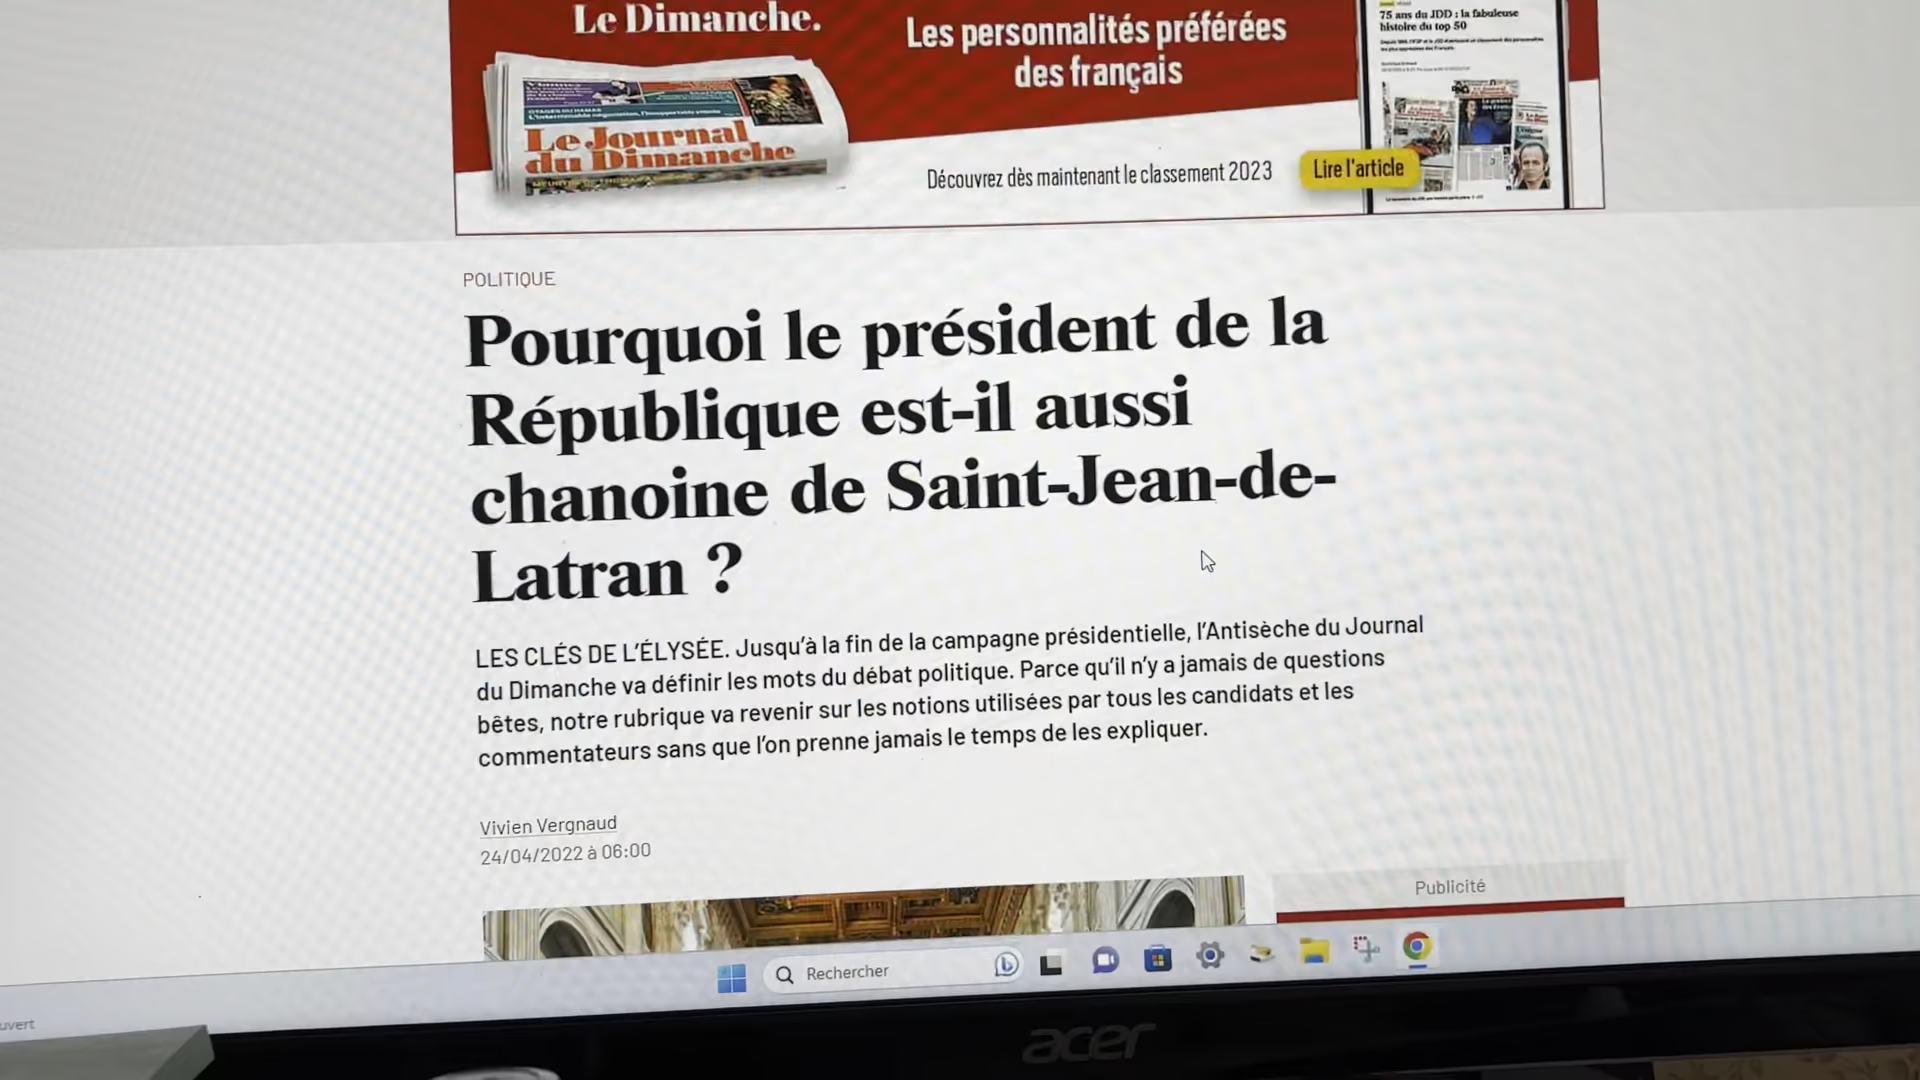 Le Dimanche.
Les personnalités préférées
des français
75 ans du JDD : la fabuleuse
histoire du top 50
Le Journal
du Dimanche
Découvrez dès maintenant le classement 2023
Lire l'article
POLITIQUE
Pourquoi le président de la
République est-il aussi
chanoine de Saint-Jean-de-
Latran ?
LES CLÉS DE L'ÉLYSÉE. Jusqu'à la fin de la campagne présidentielle, l'Antisèche du Journal
du Dimanche va définir les mots du débat politique. Parce qu'il n'y a jamais de questions
bêtes, notre rubrique va revenir sur les notions utilisées par tous les candidats et les
commentateurs sans que l'on prenne jamais le temps de les expliquer.
Vivien Vergnaud
24/04/2022 à 06:00
Publicité
Rechercher
uvert
acer